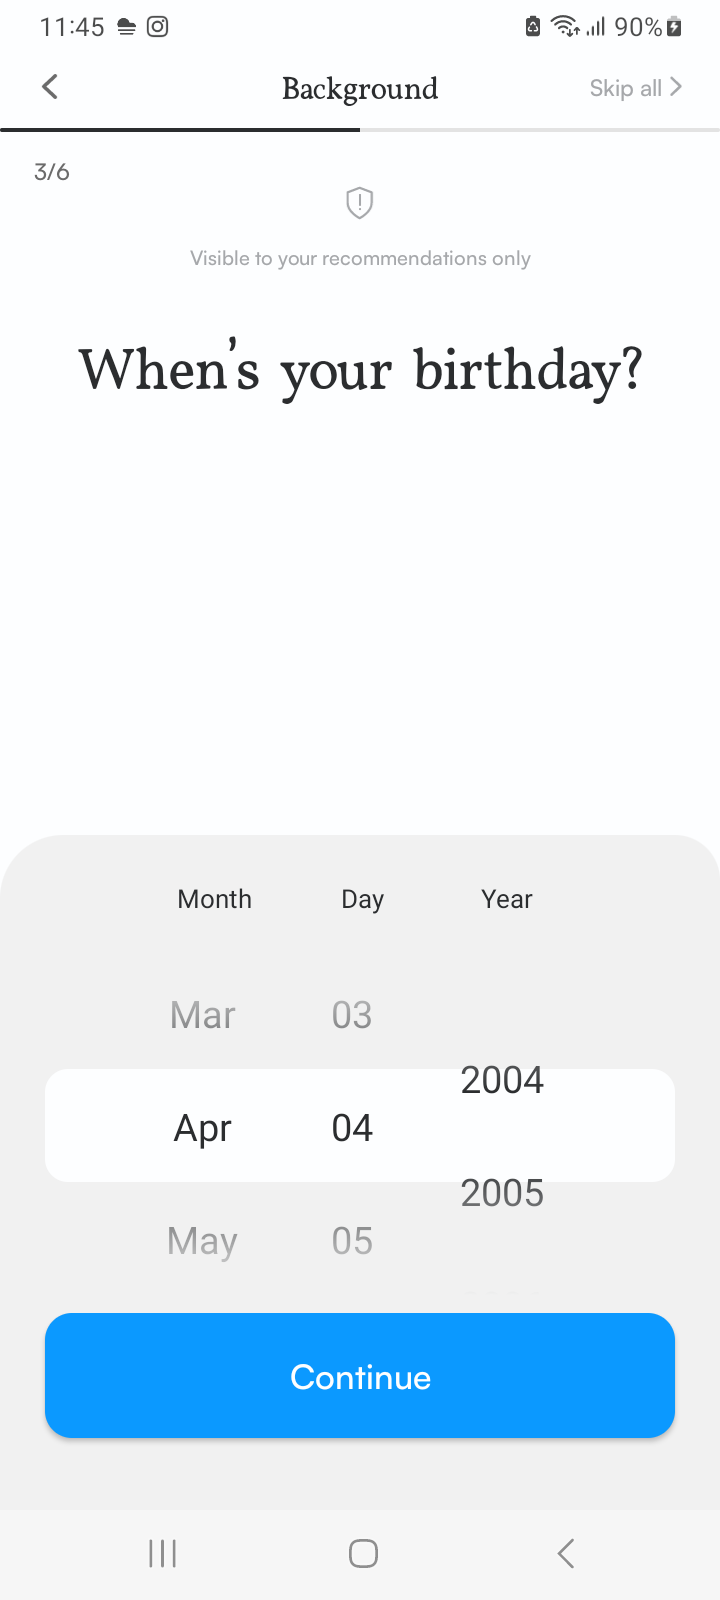 11:45 90%
Background Skip all
3/6
Visible to your recommendations only
When's your birthday?
Month Day Year
Mar 03
2004
Apr 04
2005
May 05
Continue